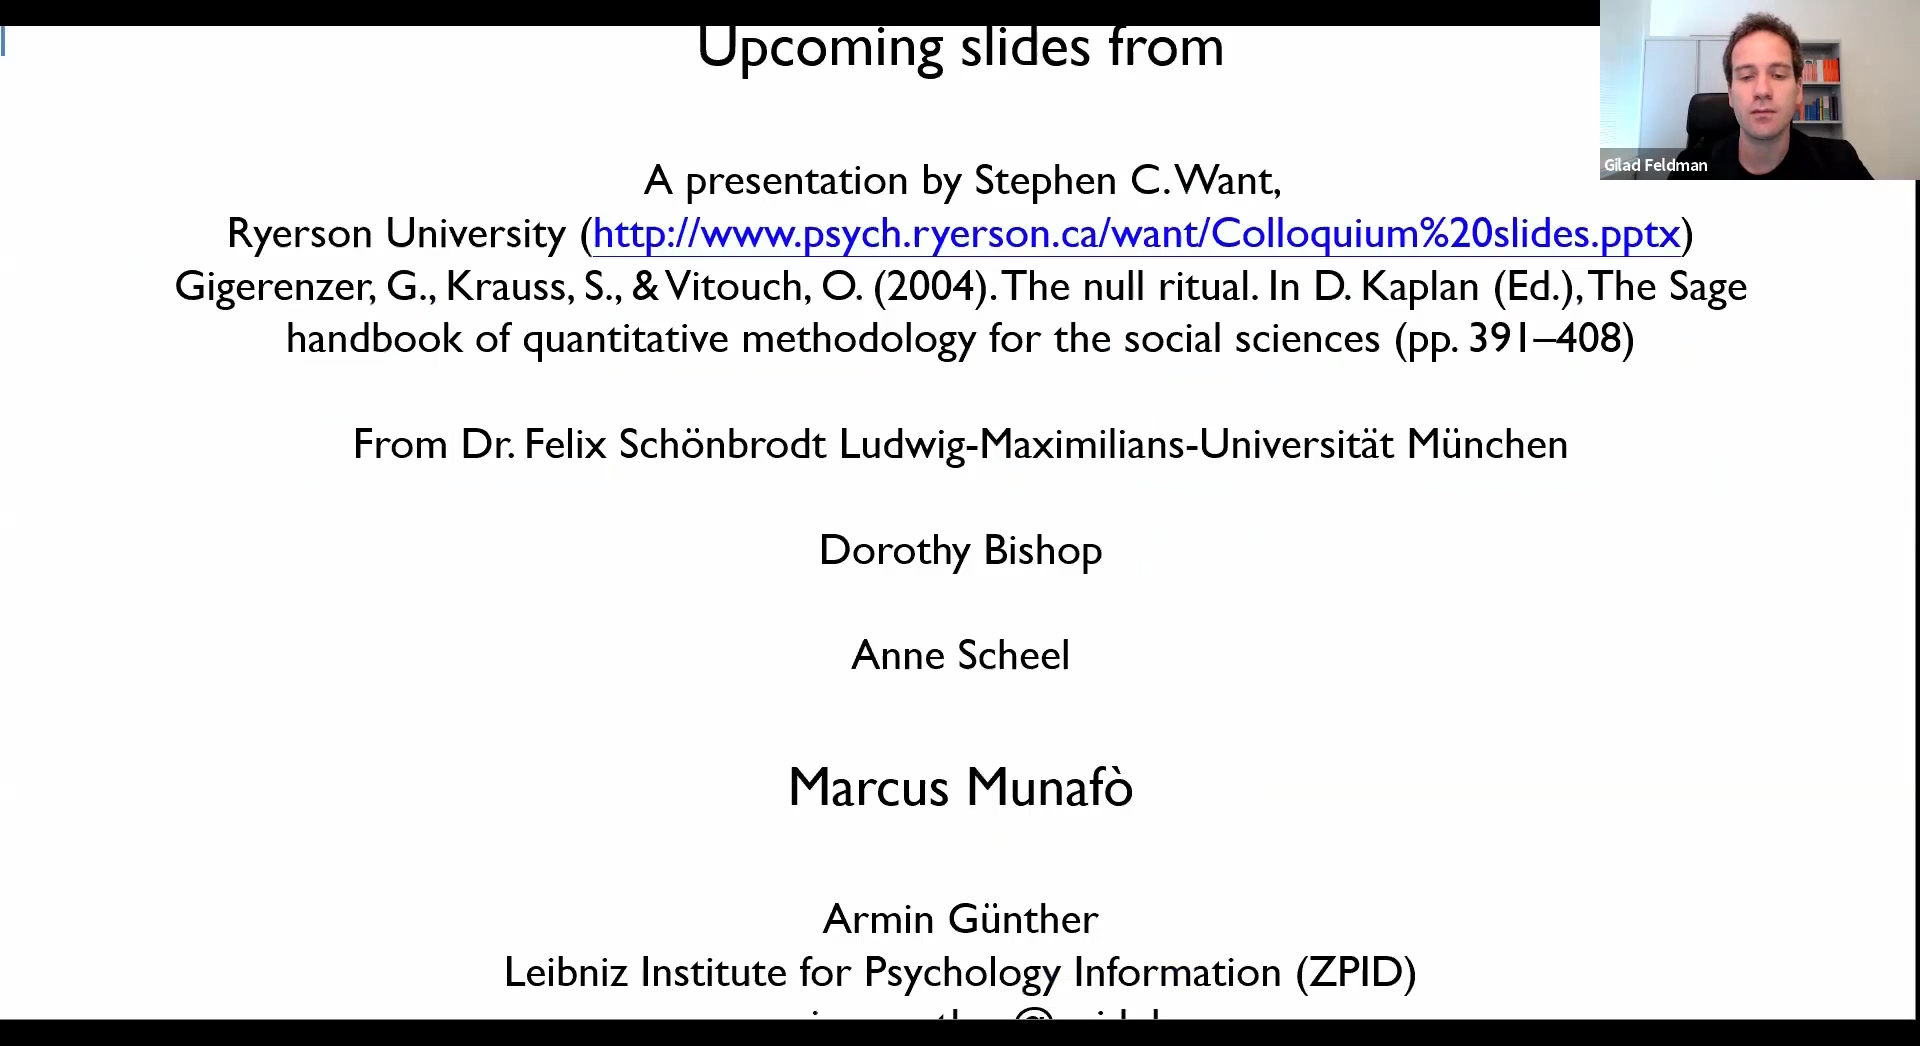 Upcoming slides from
Gilad Feldman
A presentation by Stephen C. Want,
Ryerson University (http://www.psych.ryerson.ca/want/Colloquium%20slides.pptx)
Gigerenzer, G., Krauss, S., & Vitouch, O. (2004). The null ritual. In D. Kaplan (Ed.), The Sage
handbook of quantitative methodology for the social sciences (pp. 391–408)
From Dr. Felix Schönbrodt Ludwig-Maximilians-Universität München
Dorothy Bishop
Anne Scheel
Marcus Munafò
Armin Günther
Leibniz Institute for Psychology Information (ZPID)